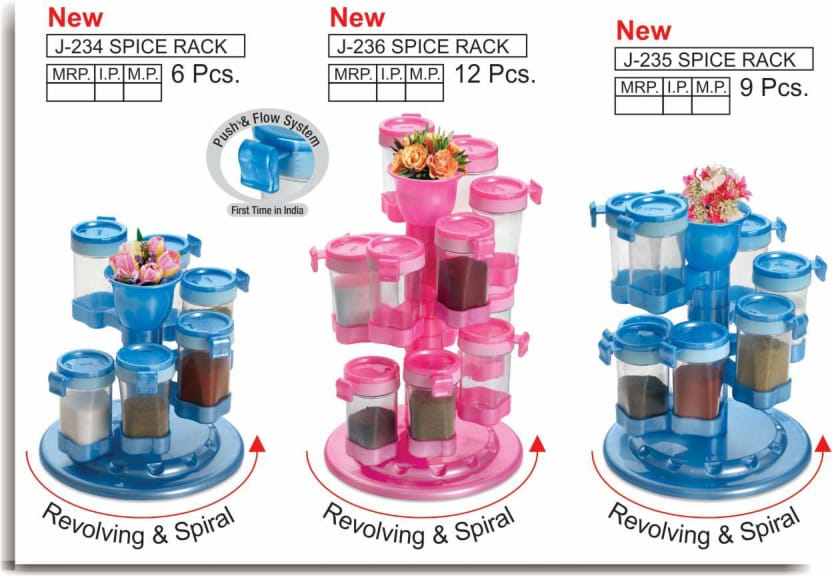 New
J-234 SPICE RACK
MRP. I.P. M.P. 6 Pcs.
Push & Flow System
First Time in India
Revolving & Spiral
New
J-236 SPICE RACK
MRP. I.P. M.P. 12 Pcs.
Revolving & Spiral
New
J-235 SPICE RACK
MRP. I.P. M.P. 9 Pcs.
Revolving & Spiral